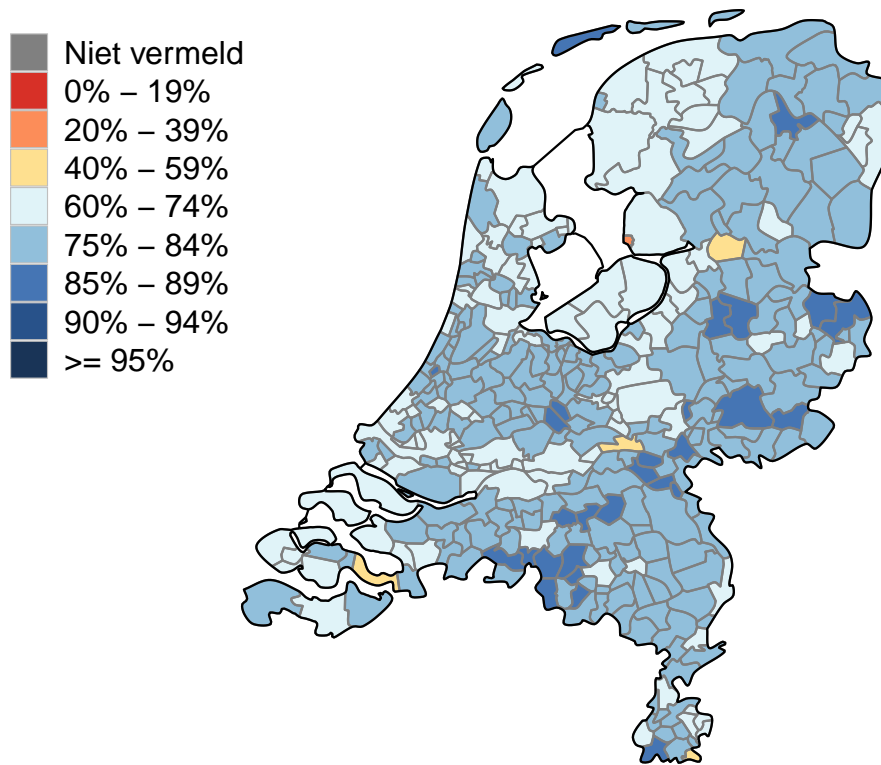 Niet vermeld
0% – 19%
20% – 39%
40% – 59%
60% – 74%
75% – 84%
85% – 89%
90% – 94%
>= 95%